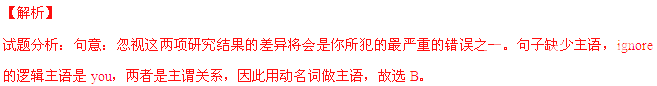 【解析】
试题分析：句意：忽视这两项研究结果的差异将会是你所犯的最严重的错误之一。句子缺少主语，ignore
的逻辑主语是 you，两者是主谓关系，因此用动名词做主语，故选 B。